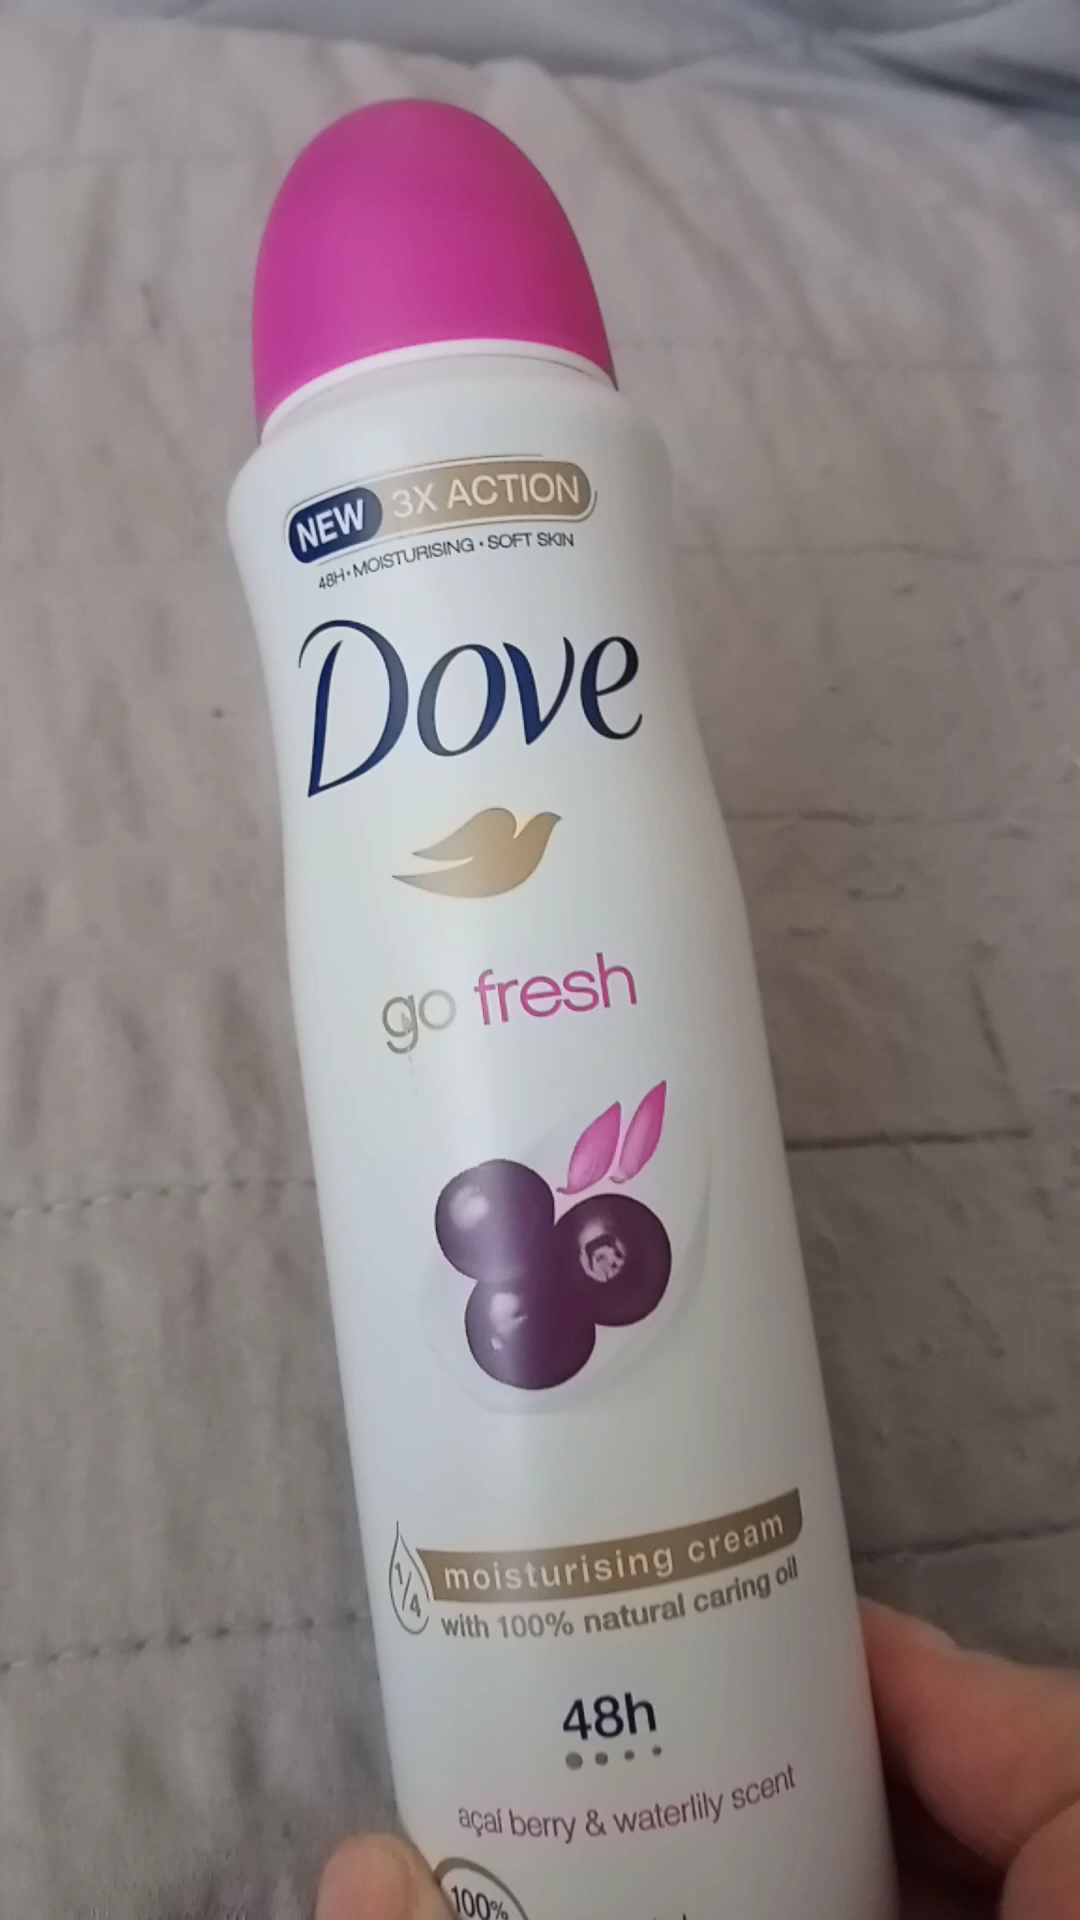 NEW 3X ACTION
48H • MOISTURISING • SOFT SKIN
Dove
go fresh
1/4 moisturising cream
with 100% natural caring oil
48h
açaí berry & waterlily scent
100%